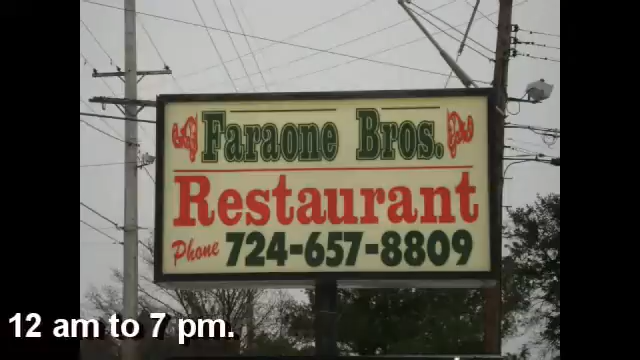 Faraone Bros.
Restaurant
Phone 724-657-8809
12 am to 7 pm.